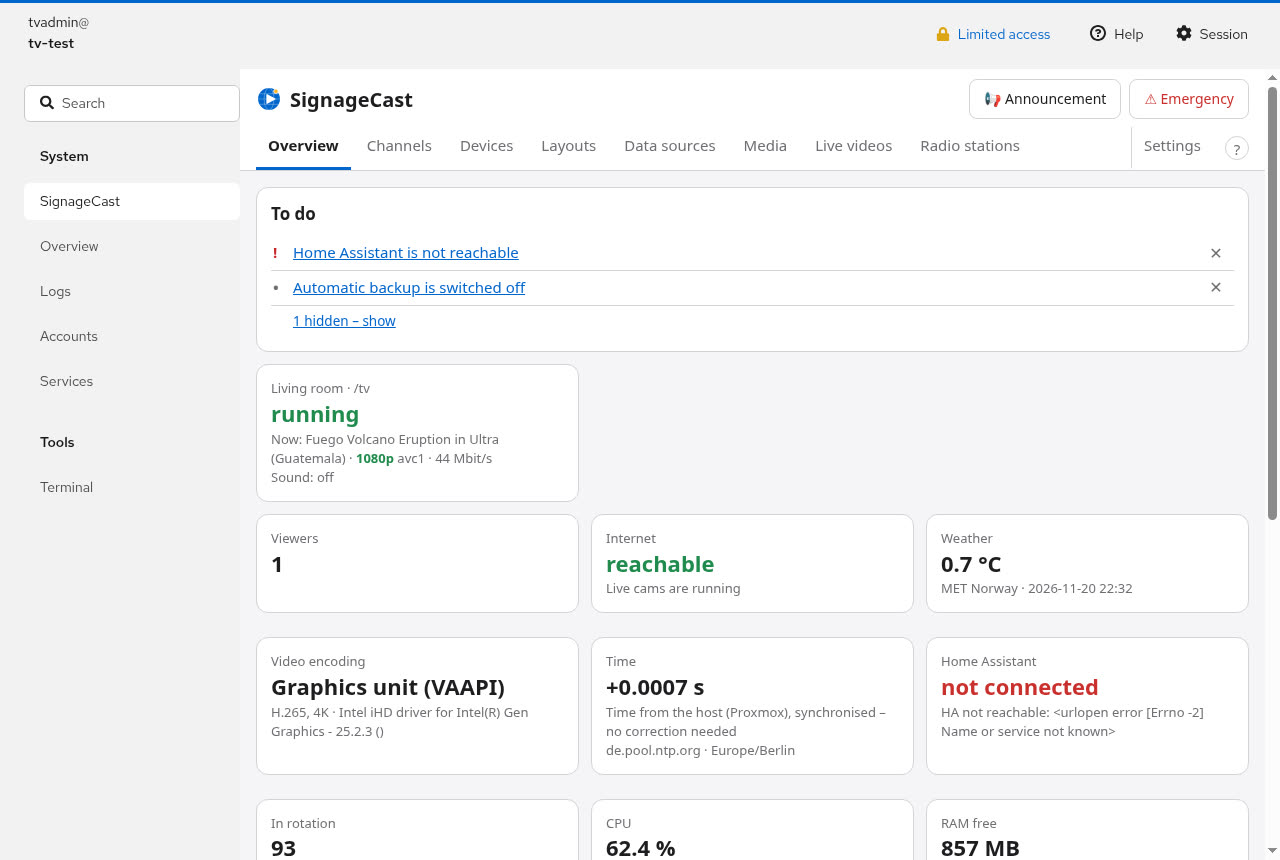 tvadmin@
tv-test
Limited access
Help
Session
Search
System
SignageCast
Overview
Logs
Accounts
Services
Tools
Terminal
SignageCast
Announcement
⚠ Emergency
Overview
Channels
Devices
Layouts
Data sources
Media
Live videos
Radio stations
Settings
?
To do
! Home Assistant is not reachable ✕
• Automatic backup is switched off ✕
1 hidden – show
Living room · /tv
running
Now: Fuego Volcano Eruption in Ultra
(Guatemala) · 1080p avc1 · 44 Mbit/s
Sound: off
Viewers
1
Internet
reachable
Live cams are running
Weather
0.7 °C
MET Norway · 2026-11-20 22:32
Video encoding
Graphics unit (VAAPI)
H.265, 4K · Intel iHD driver for Intel(R) Gen
Graphics - 25.2.3 ()
Time
+0.0007 s
Time from the host (Proxmox), synchronised –
no correction needed
de.pool.ntp.org · Europe/Berlin
Home Assistant
not connected
HA not reachable: <urlopen error [Errno -2]
Name or service not known>
In rotation
93
CPU
62.4 %
RAM free
857 MB